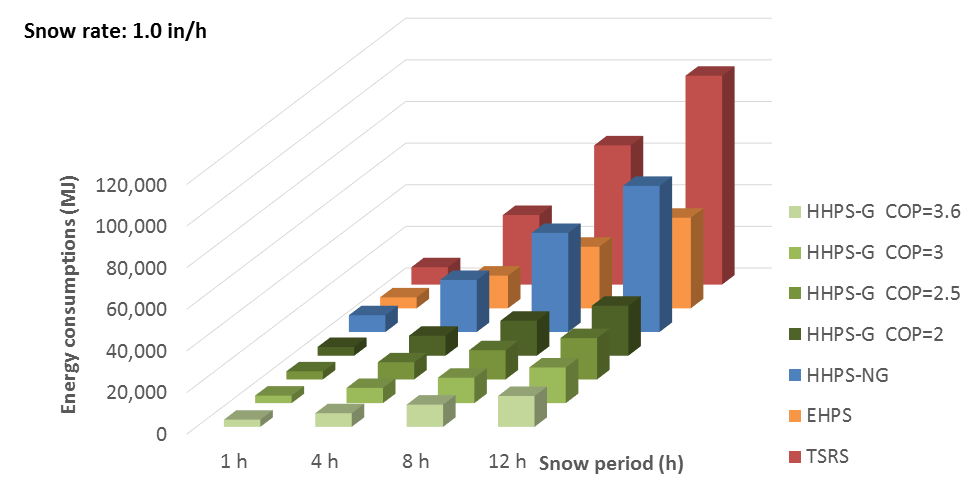 Snow rate: 1.0 in/h
Energy consumptions (MJ)
120,000
100,000
80,000
60,000
40,000
20,000
0
1 h
4 h
8 h
12 h
Snow period (h)
HHPS-G COP=3.6
HHPS-G COP=3
HHPS-G COP=2.5
HHPS-G COP=2
HHPS-NG
EHPS
TSRS